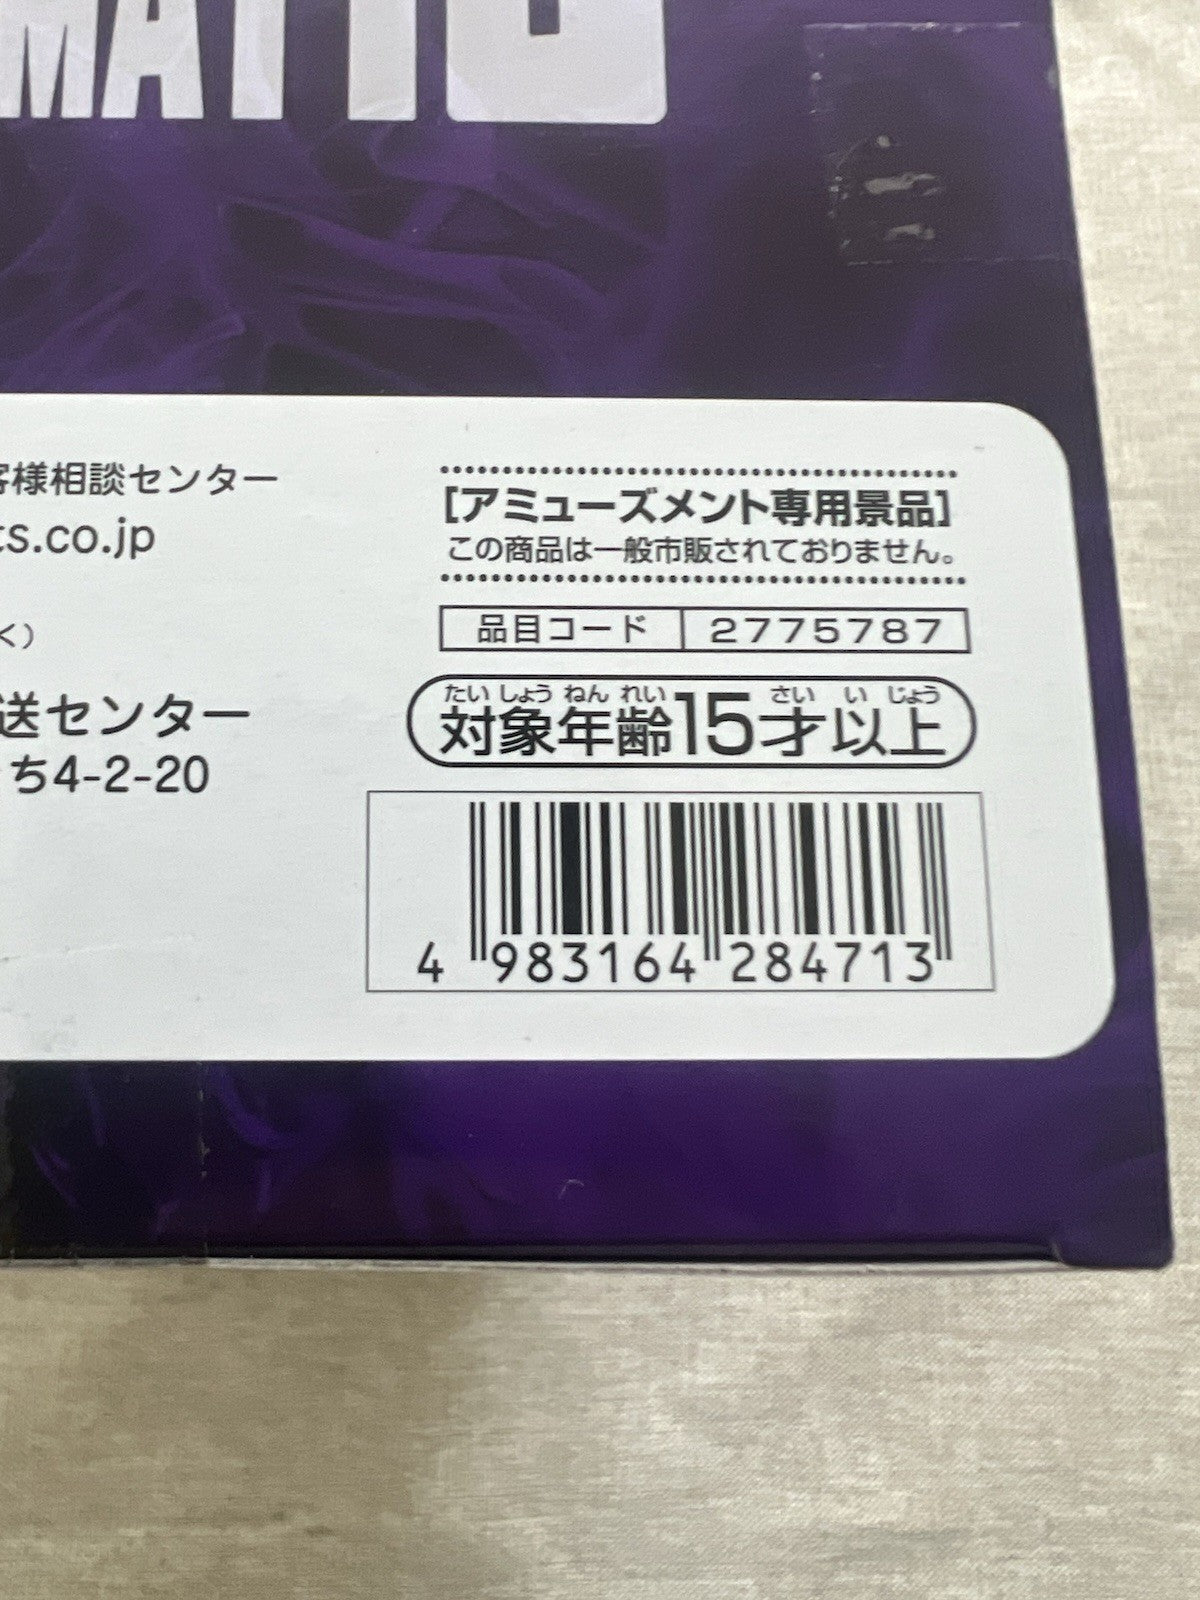 MATIC
客様相談センター
ts.co.jp
く)
送センター
ち4-2-20
[アミューズメント専用景品]
この商品は一般市販されておりません。
品目コード 2775787
たいしょうねんれい さい いじょう
対象年齢15才以上
4 983164 284713